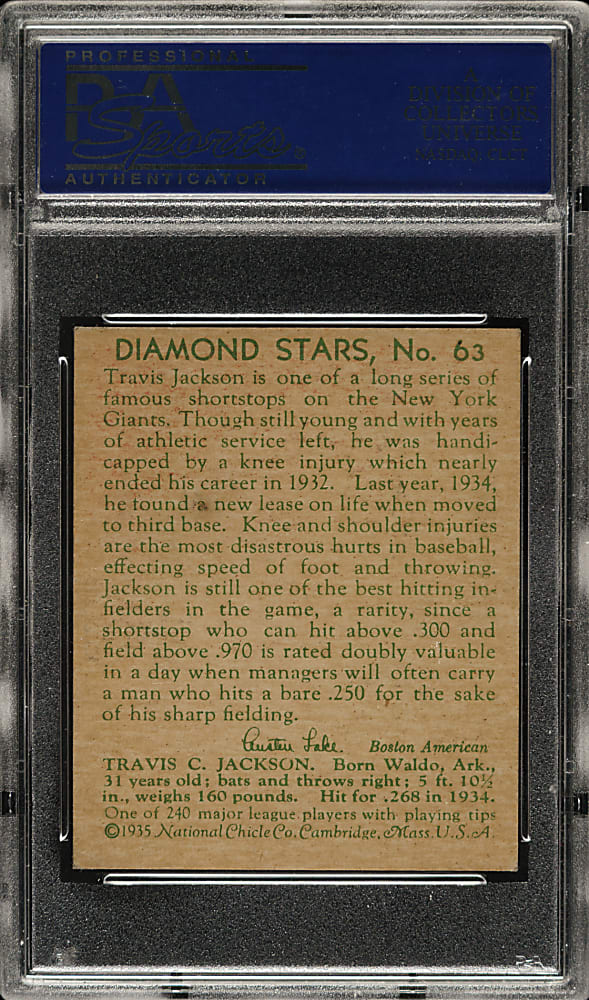 PROFESSIONAL
PSA
Sports
AUTHENTICATOR
A
DIVISION OF
COLLECTORS
UNIVERSE
NASDAQ: CLCT
DIAMOND STARS, No. 63
Travis Jackson is one of a long series of
famous shortstops on the New York
Giants. Though still young and with years
of athletic service left, he was handi-
capped by a knee injury which nearly
ended his career in 1932. Last year, 1934,
he found a new lease on life when moved
to third base. Knee and shoulder injuries
are the most disastrous hurts in baseball,
effecting speed of foot and throwing.
Jackson is still one of the best hitting in-
fielders in the game, a rarity, since a
shortstop who can hit above .300 and
field above .970 is rated doubly valuable
in a day when managers will often carry
a man who hits a bare .250 for the sake
of his sharp fielding.
Austen Lake. Boston American
TRAVIS C. JACKSON. Born Waldo, Ark.,
31 years old; bats and throws right; 5 ft. 10½
in., weighs 160 pounds. Hit for .268 in 1934.
One of 240 major league players with playing tips
©1935 National Chicle Co. Cambridge, Mass. U.S.A.
PSA